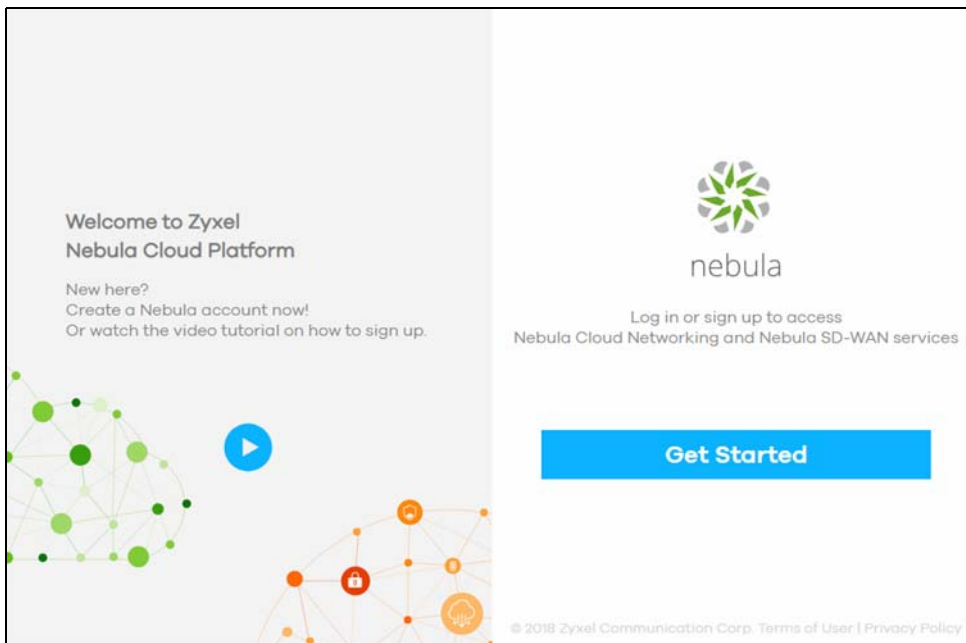 Welcome to Zyxel
Nebula Cloud Platform
New here?
Create a Nebula account now!
Or watch the video tutorial on how to sign up.
nebula
Log in or sign up to access
Nebula Cloud Networking and Nebula SD-WAN services
Get Started
© 2018 Zyxel Communication Corp. Terms of User | Privacy Policy